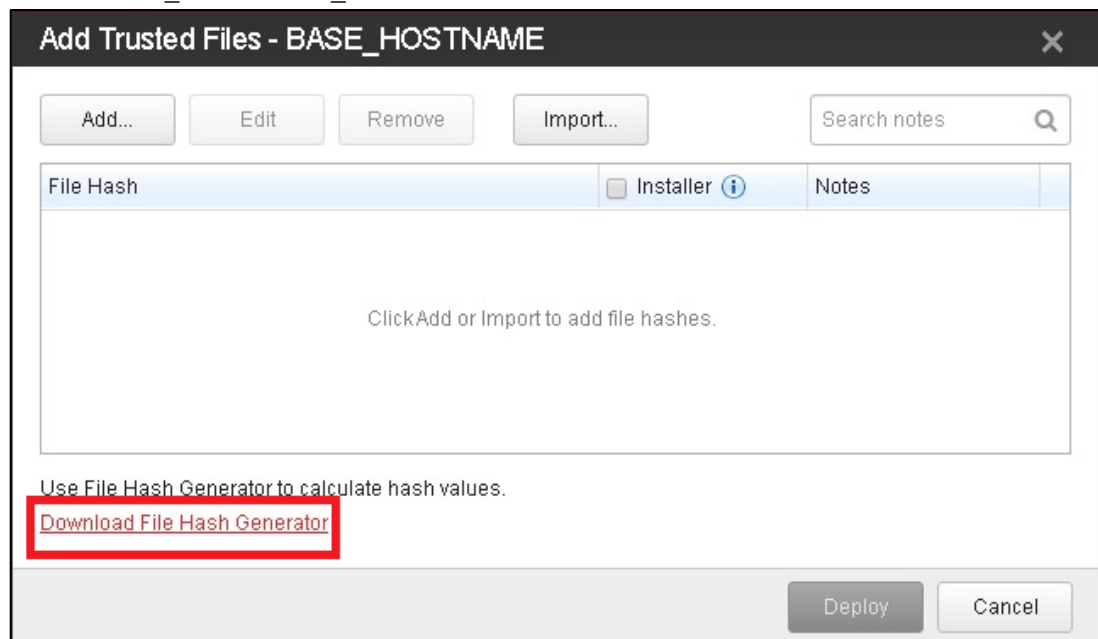 Add Trusted Files - BASE_HOSTNAME
Add... Edit Remove Import... Search notes
File Hash Installer Notes
Click Add or Import to add file hashes.
Use File Hash Generator to calculate hash values.
Download File Hash Generator
Deploy Cancel